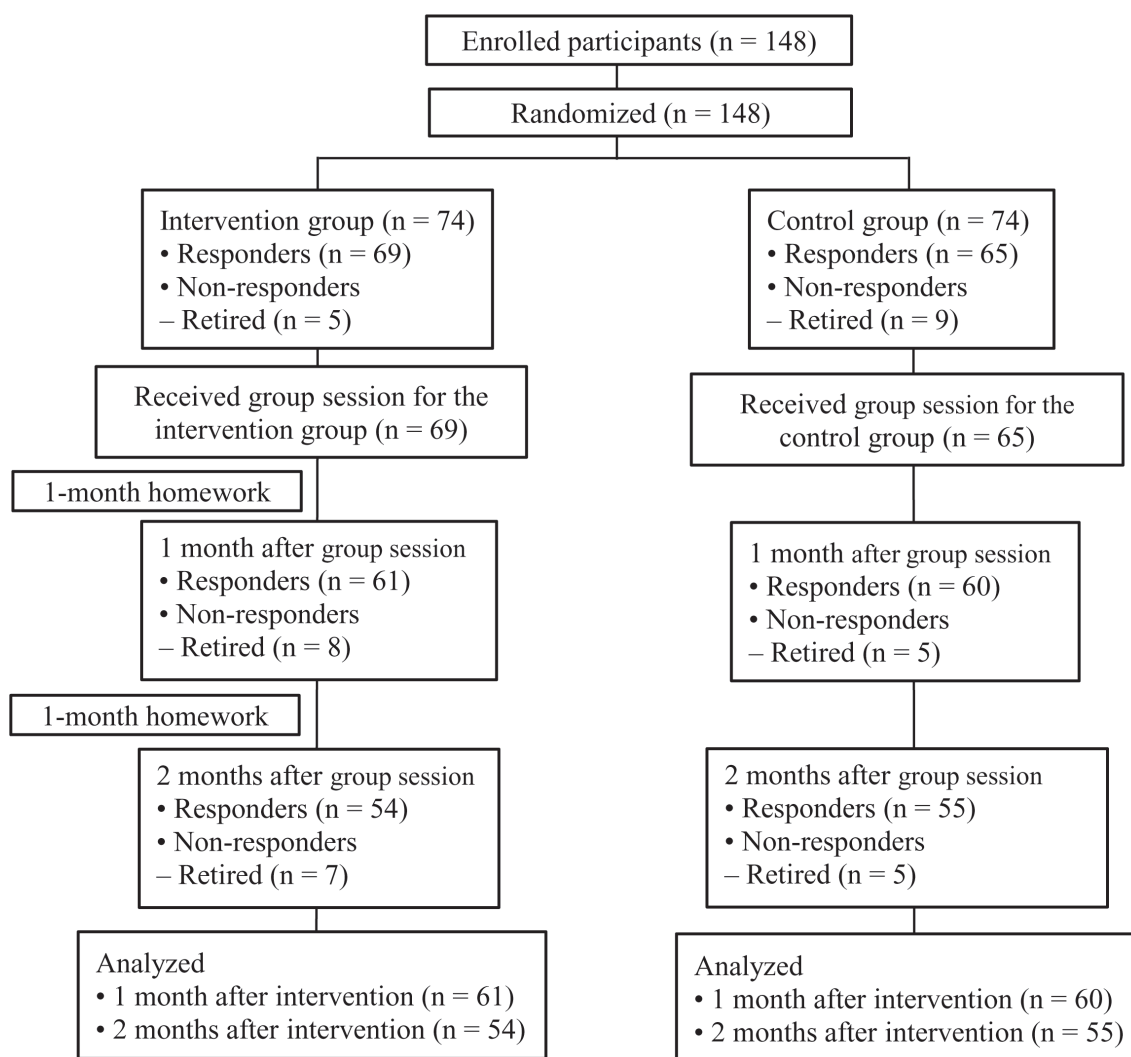 Enrolled participants (n = 148)
Randomized (n = 148)
Intervention group (n = 74)
• Responders (n = 69)
• Non-responders
– Retired (n = 5)
Control group (n = 74)
• Responders (n = 65)
• Non-responders
– Retired (n = 9)
Received group session for the
intervention group (n = 69)
Received group session for the
control group (n = 65)
1-month homework
1 month after group session
• Responders (n = 61)
• Non-responders
– Retired (n = 8)
1 month after group session
• Responders (n = 60)
• Non-responders
– Retired (n = 5)
1-month homework
2 months after group session
• Responders (n = 54)
• Non-responders
– Retired (n = 7)
2 months after group session
• Responders (n = 55)
• Non-responders
– Retired (n = 5)
Analyzed
• 1 month after intervention (n = 61)
• 2 months after intervention (n = 54)
Analyzed
• 1 month after intervention (n = 60)
• 2 months after intervention (n = 55)